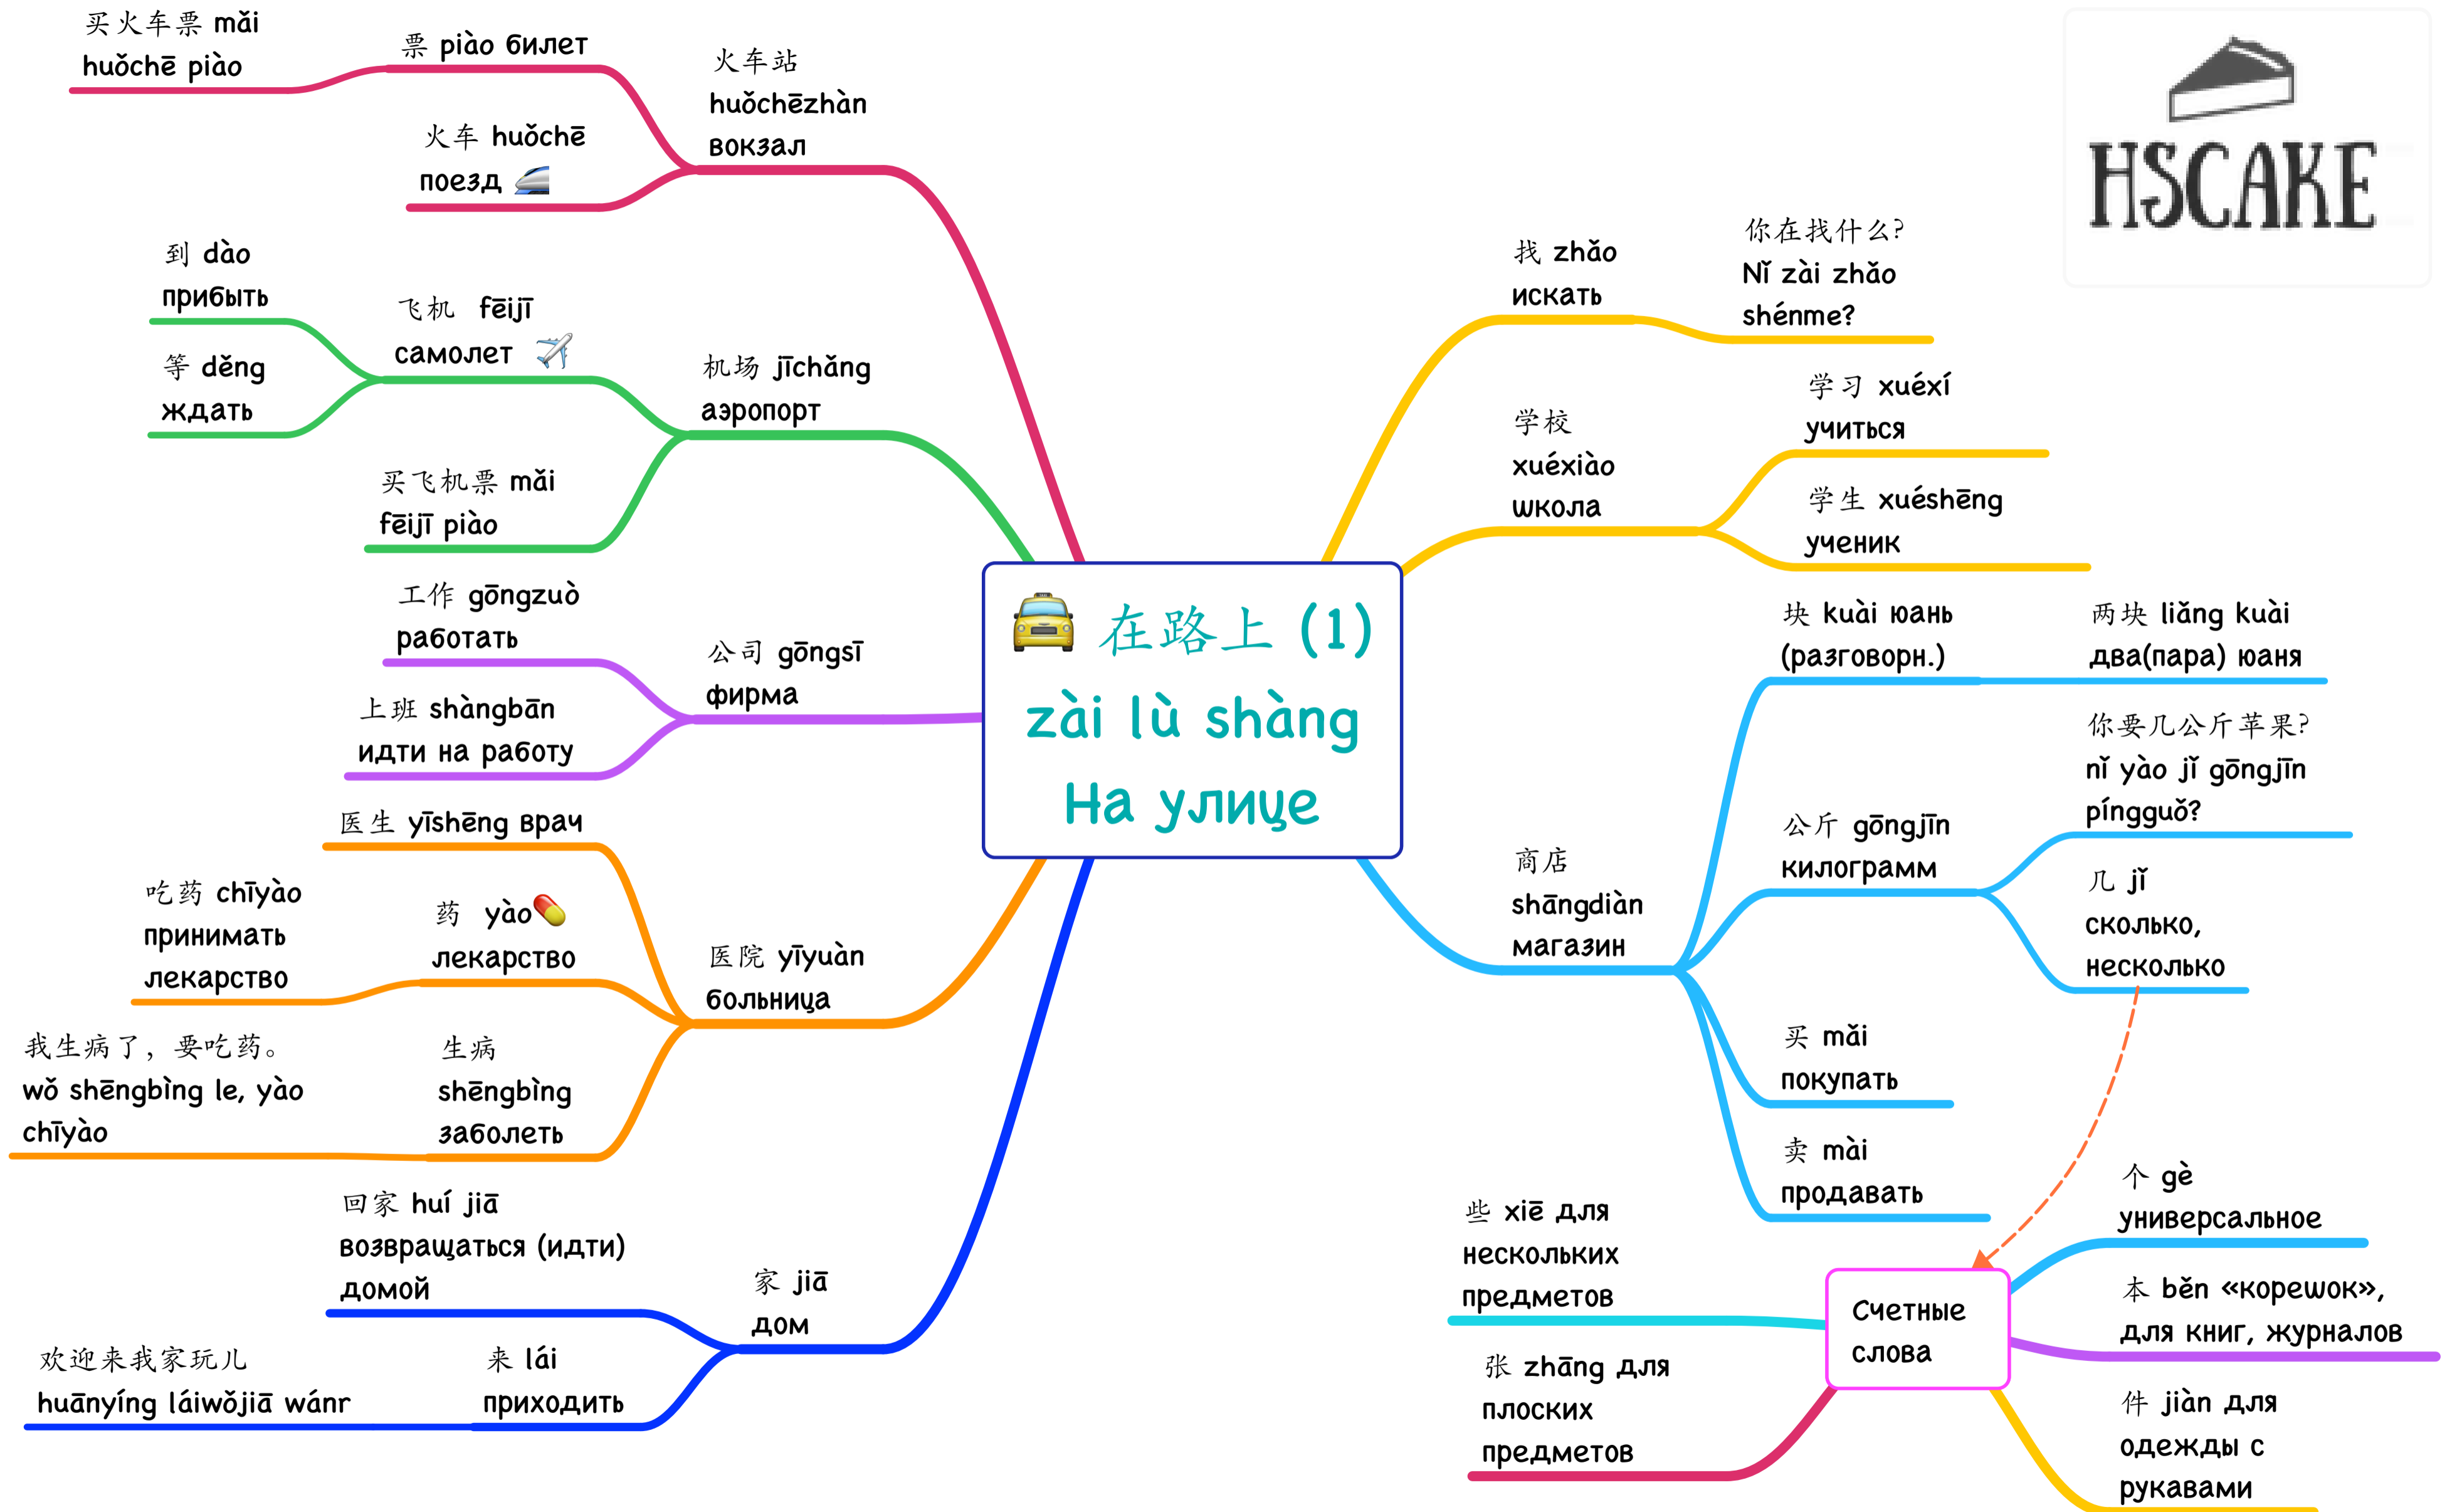 买火车票 mǎi
huǒchē piào
票 piào билет
火车 huǒchē
поезд
火车站
huǒchēzhàn
вокзал
到 dào
прибыть
等 děng
ждать
飞机 fēijī
самолет
买飞机票 mǎi
fēijī piào
机场 jīchǎng
аэропорт
工作 gōngzuò
работать
上班 shàngbān
идти на работу
公司 gōngsī
фирма
医生 yīshēng врач
吃药 chīyào
принимать
лекарство
药 yào
лекарство
我生病了，要吃药。
wǒ shēngbìng le, yào
chīyào
生病
shēngbìng
заболеть
医院 yīyuàn
больница
回家 huí jiā
возвращаться (идти)
домой
欢迎来我家玩儿
huānyíng láiwǒjiā wánr
来 lái
приходить
家 jiā
дом
在路上 (1)
zài lù shàng
На улице
HSCAKE
找 zhǎo
искать
你在找什么?
Nǐ zài zhǎo
shénme?
学校
xuéxiào
школа
学习 xuéxí
учиться
学生 xuéshēng
ученик
商店
shāngdiàn
магазин
块 kuài юань
(разговорн.)
两块 liǎng kuài
два(пара) юаня
公斤 gōngjīn
килограмм
你要几公斤苹果?
nǐ yào jǐ gōngjīn
píngguǒ?
几 jǐ
сколько,
несколько
买 mǎi
покупать
卖 mài
продавать
些 xiē для
нескольких
предметов
张 zhāng для
плоских
предметов
Счетные
слова
个 gè
универсальное
本 běn «корешок»,
для книг, журналов
件 jiàn для
одежды с
рукавами